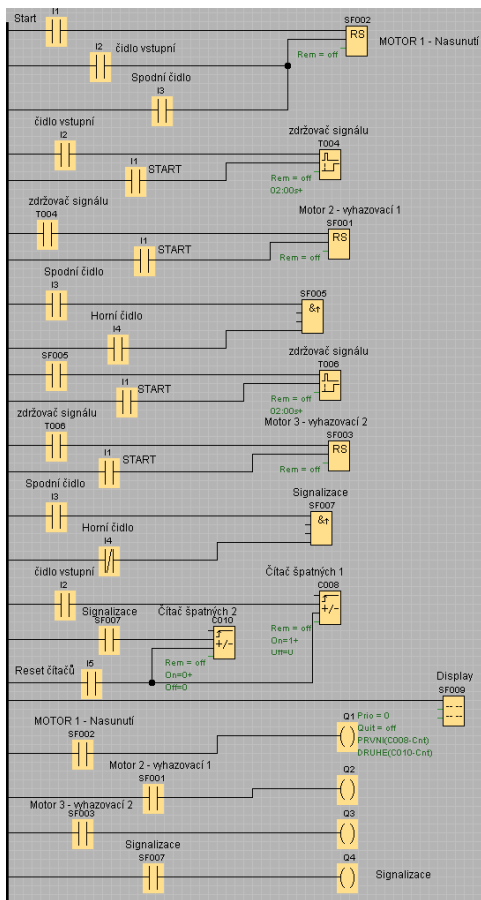 Start
I1
SF002
RS
MOTOR 1 - Nasunutí
I2
čidlo vstupní
Rem = off
Spodní čidlo
I3
čidlo vstupní
I2
zdržovač signálu
T004
I1
START
Rem = off
02:00s+
zdržovač signálu
T004
Motor 2 - vyhazovací 1
SF001
RS
I1
START
Rem = off
Spodní čidlo
I3
SF005
&↑
Horní čidlo
I4
SF005
zdržovač signálu
T006
I1
START
Rem = off
02:00s+
zdržovač signálu
T006
Motor 3 - vyhazovací 2
SF003
RS
I1
START
Rem = off
Spodní čidlo
I3
Signalizace
SF007
&↑
Horní čidlo
I4
čidlo vstupní
I2
Čítač špatných 1
C008
+/-
Signalizace
SF007
Čítač špatných 2
C010
+/-
Rem = off
On=1+
Off=0
Rem = off
On=0+
Off=0
Reset čítačů
I5
Display
SF009
MOTOR 1 - Nasunutí
SF002
Q1
Prio = 0
Quit = off
PRVNI(C008-Cnt)
DRUHE(C010-Cnt)
Motor 2 - vyhazovací 1
SF001
Q2
Motor 3 - vyhazovací 2
SF003
Q3
Signalizace
SF007
Q4
Signalizace